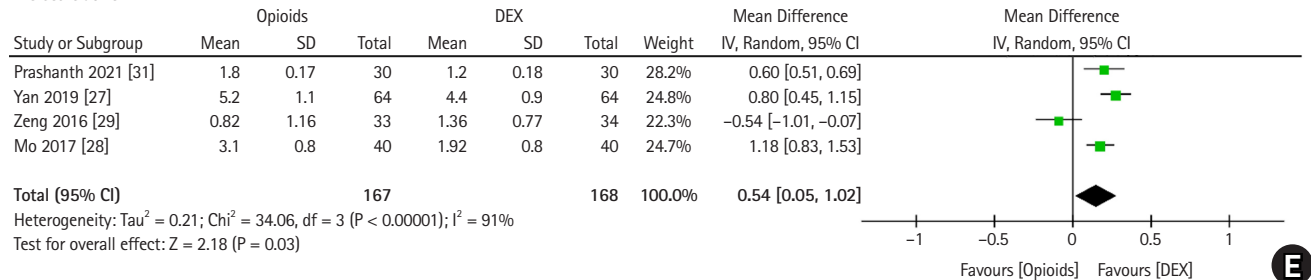 Opioids DEX Mean Difference Mean Difference
Study or Subgroup Mean SD Total Mean SD Total Weight IV, Random, 95% CI IV, Random, 95% CI
Prashanth 2021 [31] 1.8 0.17 30 1.2 0.18 30 28.2% 0.60 [0.51, 0.69]
Yan 2019 [27] 5.2 1.1 64 4.4 0.9 64 24.8% 0.80 [0.45, 1.15]
Zeng 2016 [29] 0.82 1.16 33 1.36 0.77 34 22.3% −0.54 [−1.01, −0.07]
Mo 2017 [28] 3.1 0.8 40 1.92 0.8 40 24.7% 1.18 [0.83, 1.53]
Total (95% CI) 167 168 100.0% 0.54 [0.05, 1.02]
Heterogeneity: Tau² = 0.21; Chi² = 34.06, df = 3 (P < 0.00001); I² = 91%
Test for overall effect: Z = 2.18 (P = 0.03)
−1 −0.5 0 0.5 1
Favours [Opioids] Favours [DEX]
E